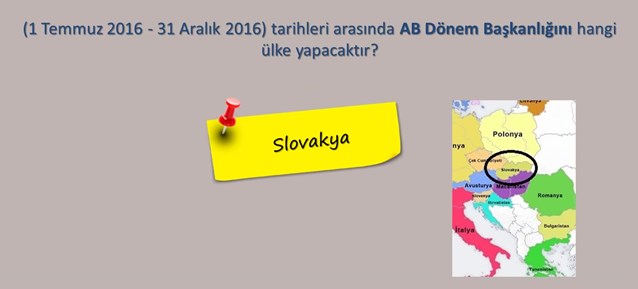 (1 Temmuz 2016 - 31 Aralık 2016) tarihleri arasında AB Dönem Başkanlığını hangi
ülke yapacaktır?
Slovakya
Polonya
Çek Cumhuriyeti
Slovakya
Avusturya
Macaristan
Slovenya
Hırvatistan
Romanya
İtalya
Bulgaristan
Yunanistan